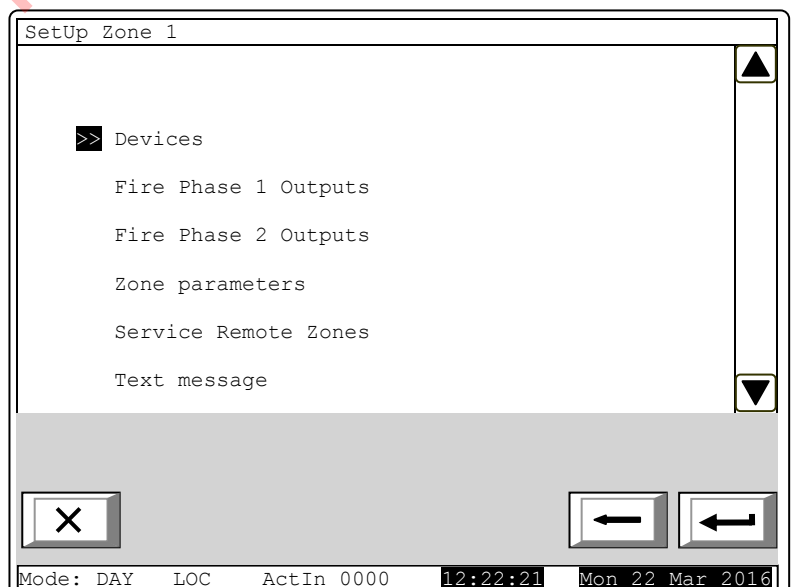 SetUp Zone 1
>> Devices
Fire Phase 1 Outputs
Fire Phase 2 Outputs
Zone parameters
Service Remote Zones
Text message
Mode: DAY LOC ActIn 0000 12:22:21 Mon 22 Mar 2016